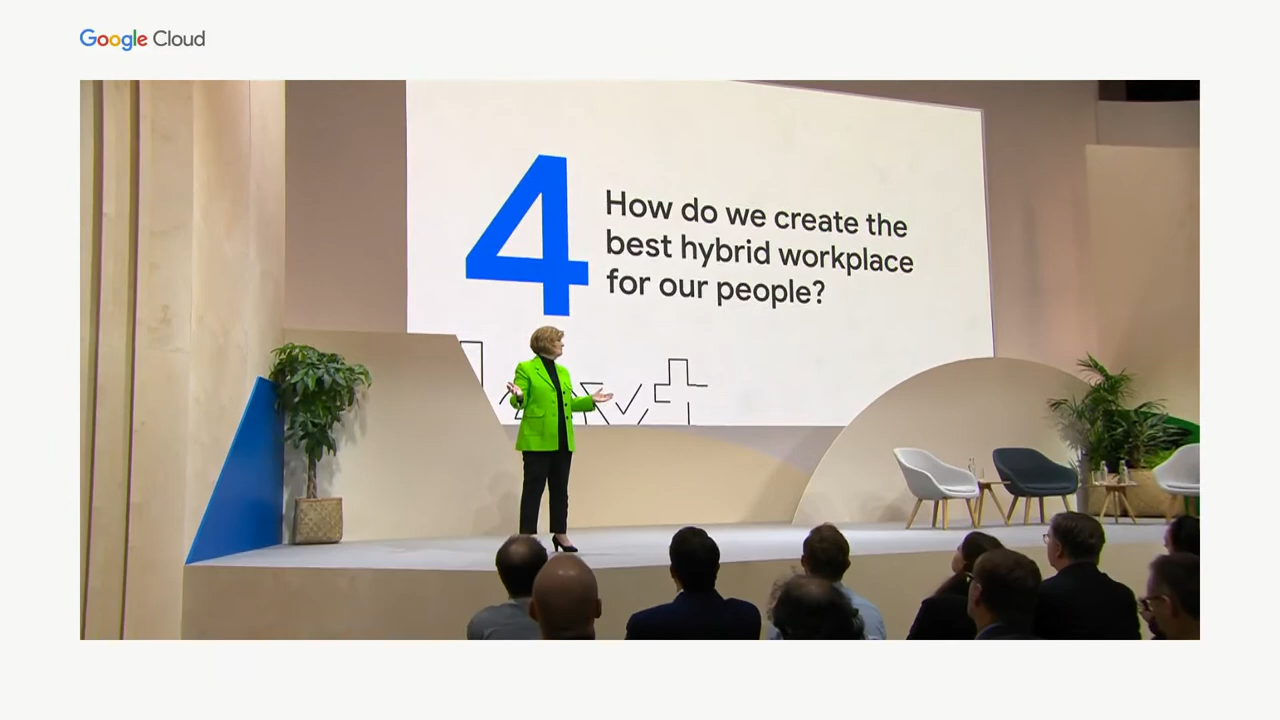 Google Cloud
4
How do we create the
best hybrid workplace
for our people?